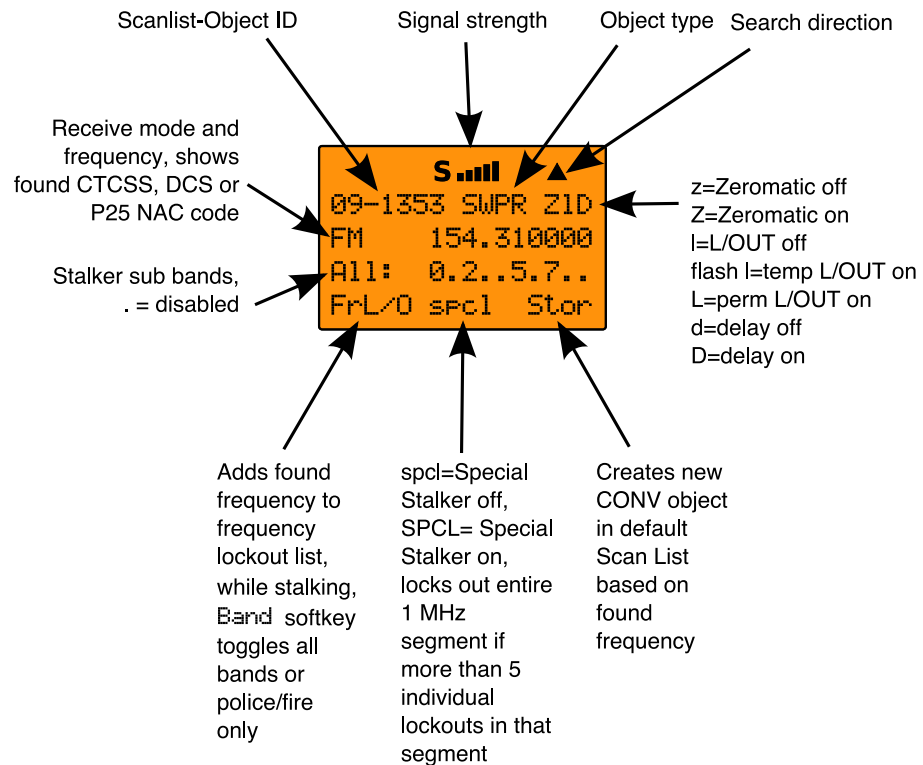 Scanlist-Object ID
Signal strength
Object type
Search direction
Receive mode and
frequency, shows
found CTCSS, DCS or
P25 NAC code
Stalker sub bands,
. = disabled
S
09-1353 SWPR ZlD
FM 154.310000
All: 0.2..5.7..
FrL/O spcl Stor
z=Zeromatic off
Z=Zeromatic on
l=L/OUT off
flash l=temp L/OUT on
L=perm L/OUT on
d=delay off
D=delay on
Adds found
frequency to
frequency
lockout list,
while stalking,
Band softkey
toggles all
bands or
police/fire
only
spcl=Special
Stalker off,
SPCL= Special
Stalker on,
locks out entire
1 MHz
segment if
more than 5
individual
lockouts in that
segment
Creates new
CONV object
in default
Scan List
based on
found
frequency